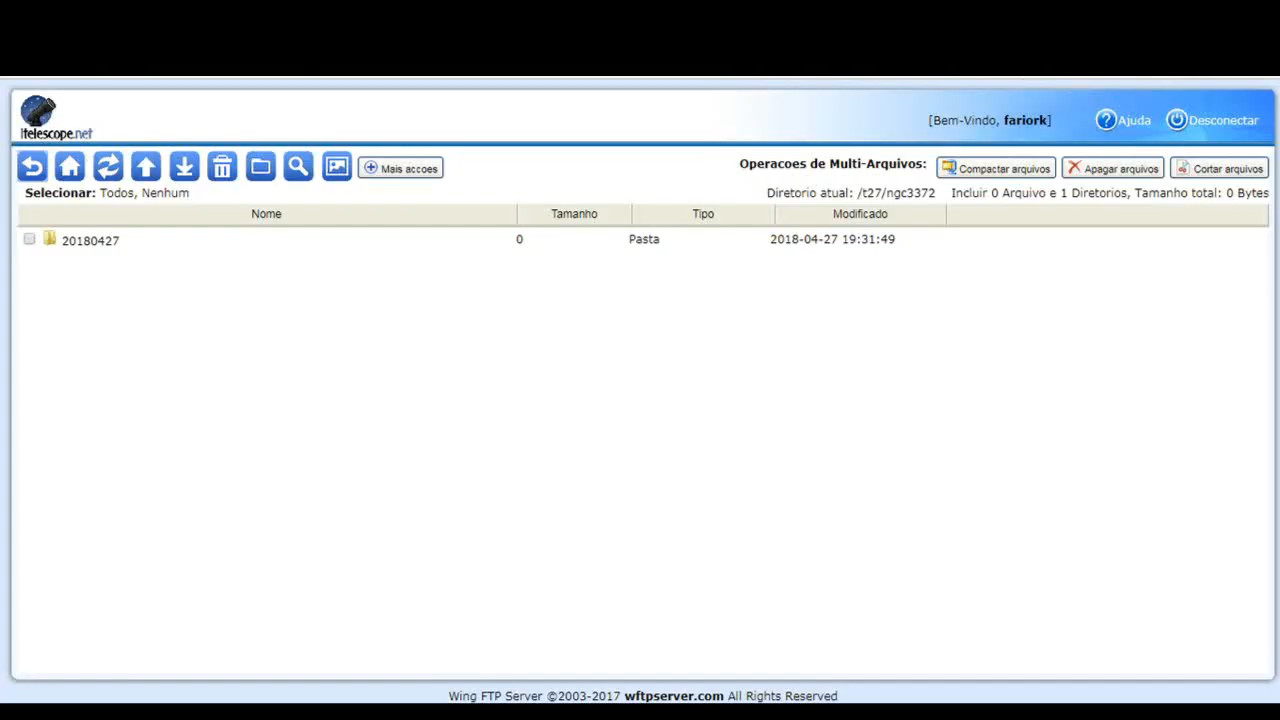 itelescope.net
[Bem-Vindo, fariork] Ajuda Desconectar
Mais accoes Operacoes de Multi-Arquivos: Compactar arquivos Apagar arquivos Cortar arquivos
Selecionar: Todos, Nenhum Diretorio atual: /t27/ngc3372 Incluir 0 Arquivo e 1 Diretorios, Tamanho total: 0 Bytes
Nome Tamanho Tipo Modificado
20180427 0 Pasta 2018-04-27 19:31:49
Wing FTP Server ©2003-2017 wftpserver.com All Rights Reserved